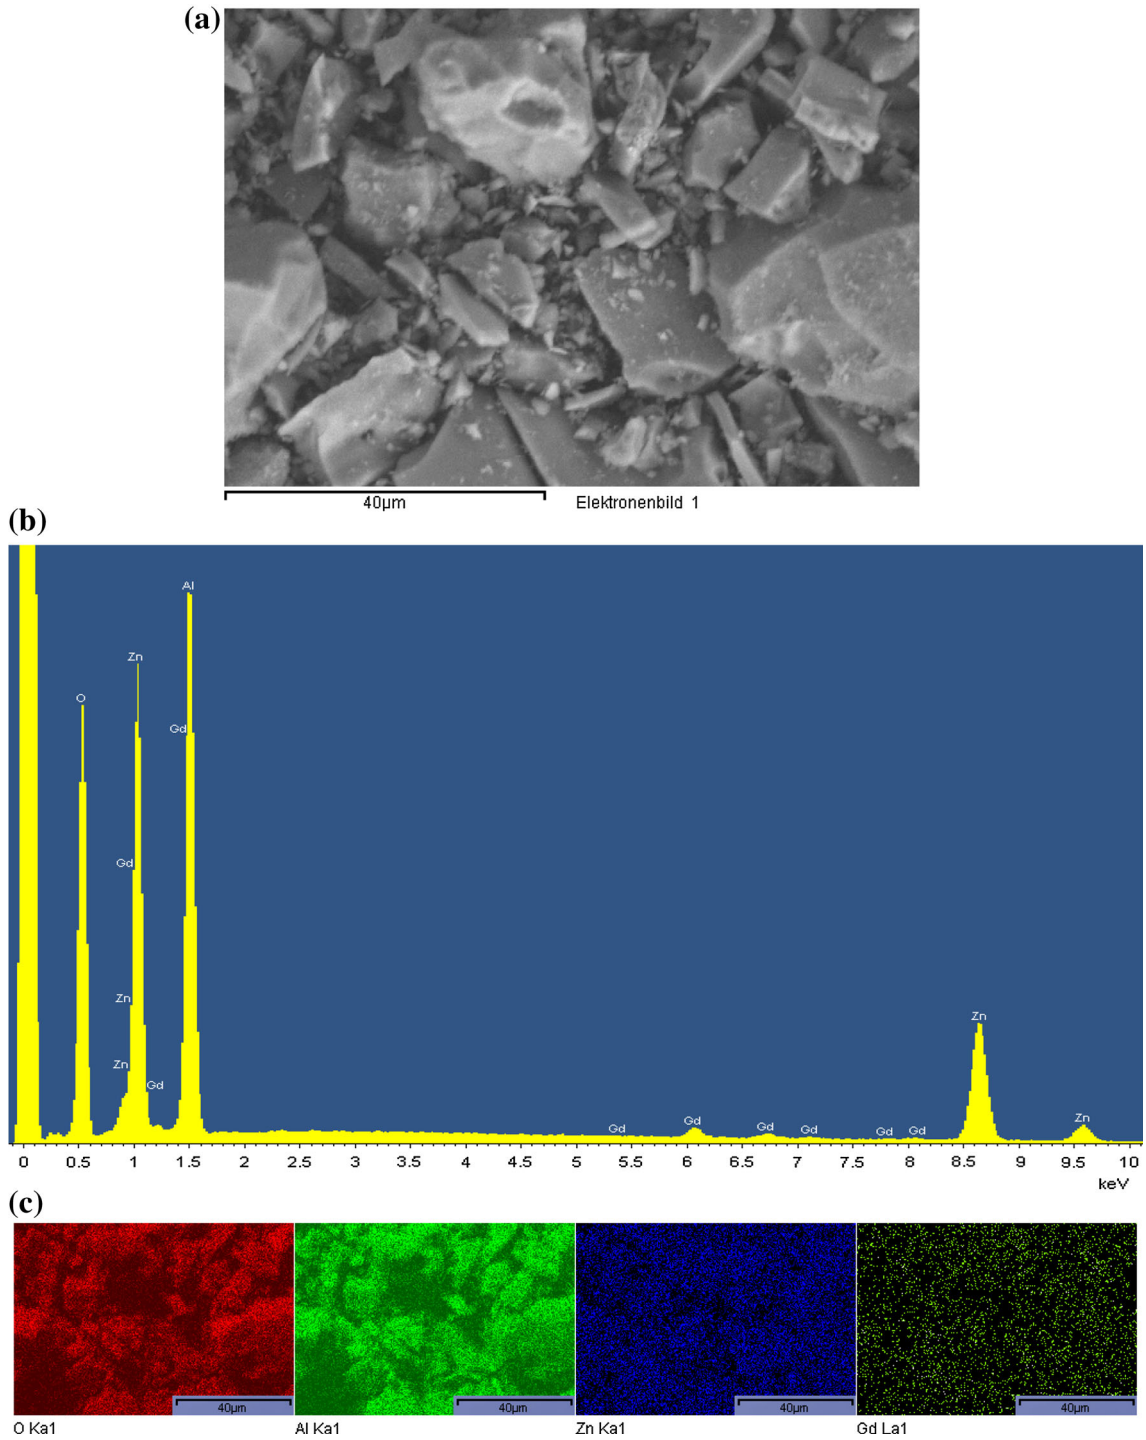 (a)
40µm Elektronenbild 1
(b)
Al
Zn
O
Gd
Gd
Zn
Zn
Gd
Zn
Gd Gd Gd Gd Gd Gd Zn
0 0.5 1 1.5 2 2.5 3 3.5 4 4.5 5 5.5 6 6.5 7 7.5 8 8.5 9 9.5 10
keV
(c)
40µm 40µm 40µm 40µm
O Ka1 Al Ka1 Zn Ka1 Gd La1